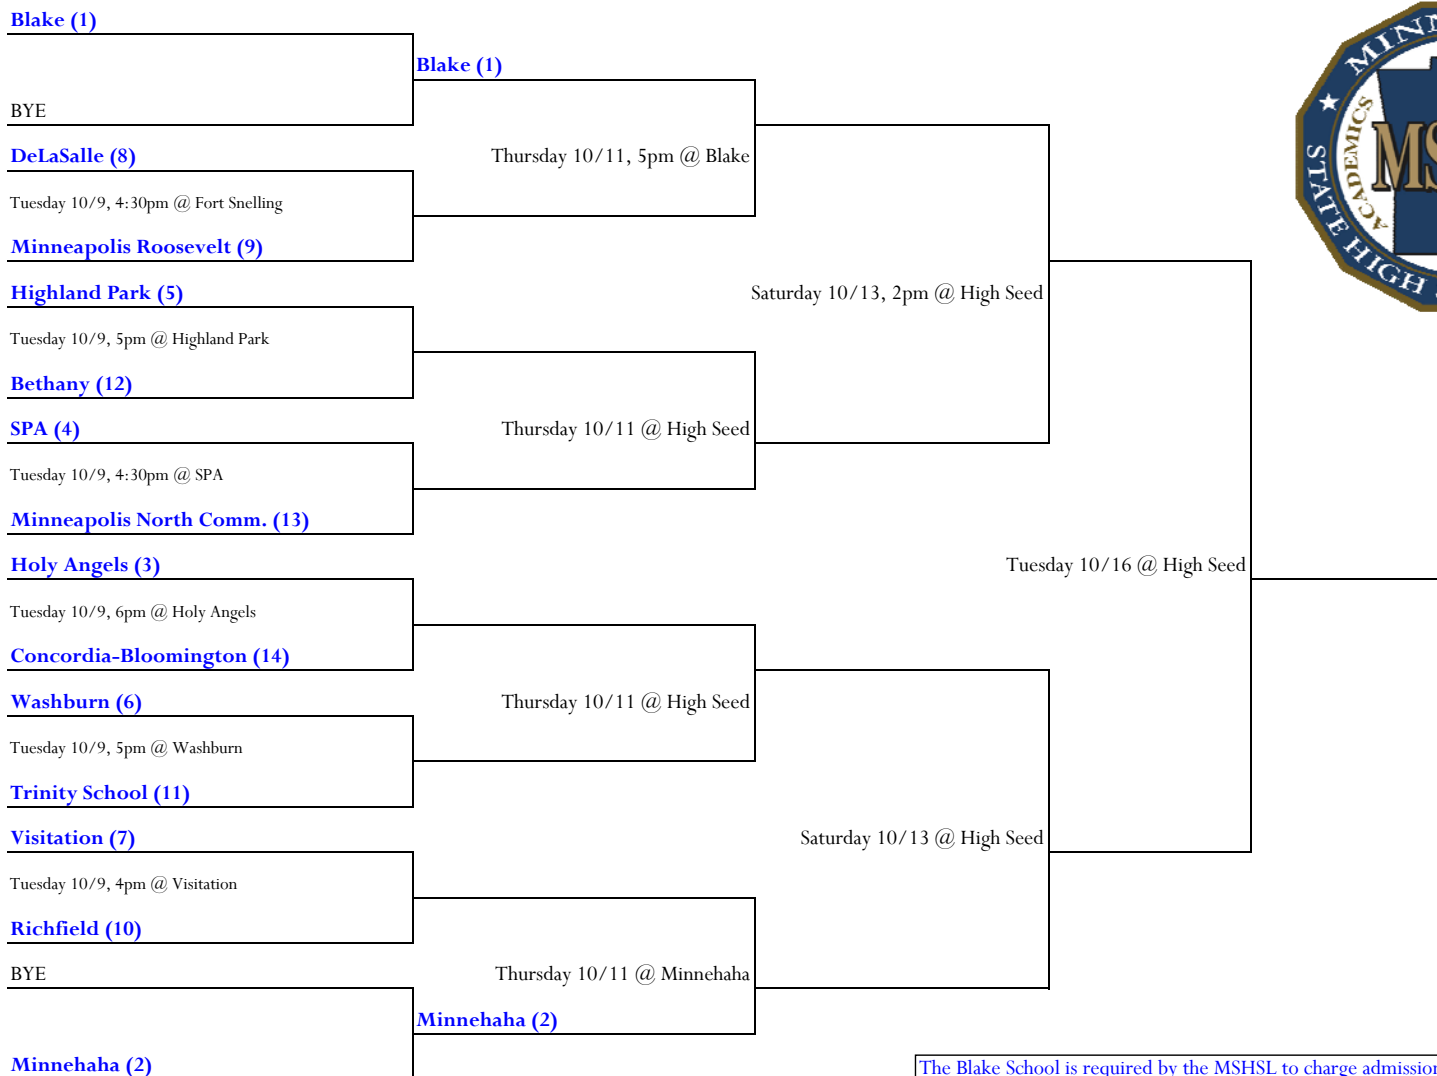 Blake (1)
Blake (1)
BYE
DeLaSalle (8)
Thursday 10/11, 5pm @ Blake
Tuesday 10/9, 4:30pm @ Fort Snelling
Minneapolis Roosevelt (9)
Highland Park (5)
Saturday 10/13, 2pm @ High Seed
Tuesday 10/9, 5pm @ Highland Park
Bethany (12)
SPA (4)
Thursday 10/11 @ High Seed
Tuesday 10/9, 4:30pm @ SPA
Minneapolis North Comm. (13)
Holy Angels (3)
Tuesday 10/16 @ High Seed
Tuesday 10/9, 6pm @ Holy Angels
Concordia-Bloomington (14)
Washburn (6)
Thursday 10/11 @ High Seed
Tuesday 10/9, 5pm @ Washburn
Trinity School (11)
Visitation (7)
Saturday 10/13 @ High Seed
Tuesday 10/9, 4pm @ Visitation
Richfield (10)
BYE
Thursday 10/11 @ Minnehaha
Minnehaha (2)
Minnehaha (2)
The Blake School is required by the MSHSL to charge admission
ACADEMICS
STATE HIGH